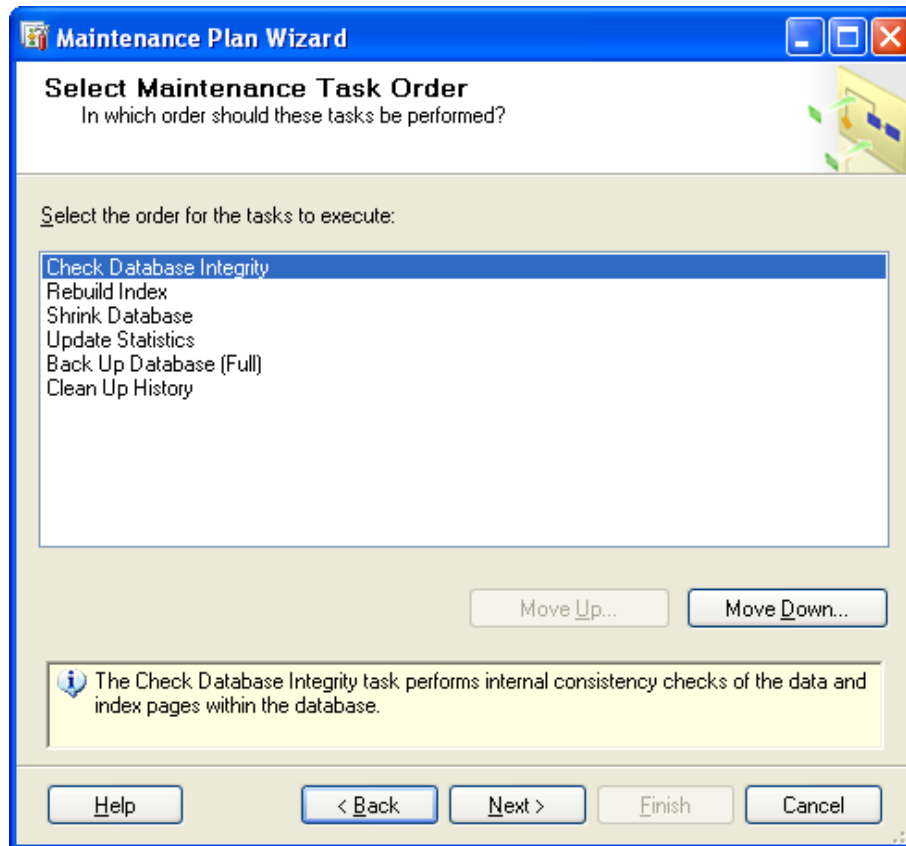 Maintenance Plan Wizard
Select Maintenance Task Order
In which order should these tasks be performed?
Select the order for the tasks to execute:
Check Database Integrity
Rebuild Index
Shrink Database
Update Statistics
Back Up Database (Full)
Clean Up History
Move Up... Move Down...
The Check Database Integrity task performs internal consistency checks of the data and
index pages within the database.
Help < Back Next > Finish Cancel